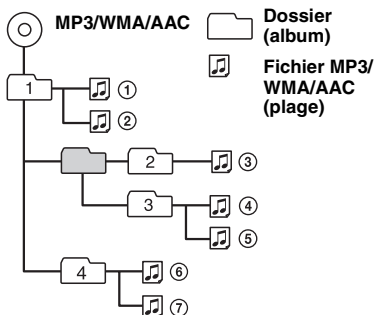 MP3/WMA/AAC
Dossier
(album)
Fichier MP3/
WMA/AAC
(plage)
1
①
②
2
③
3
④
⑤
4
⑥
⑦